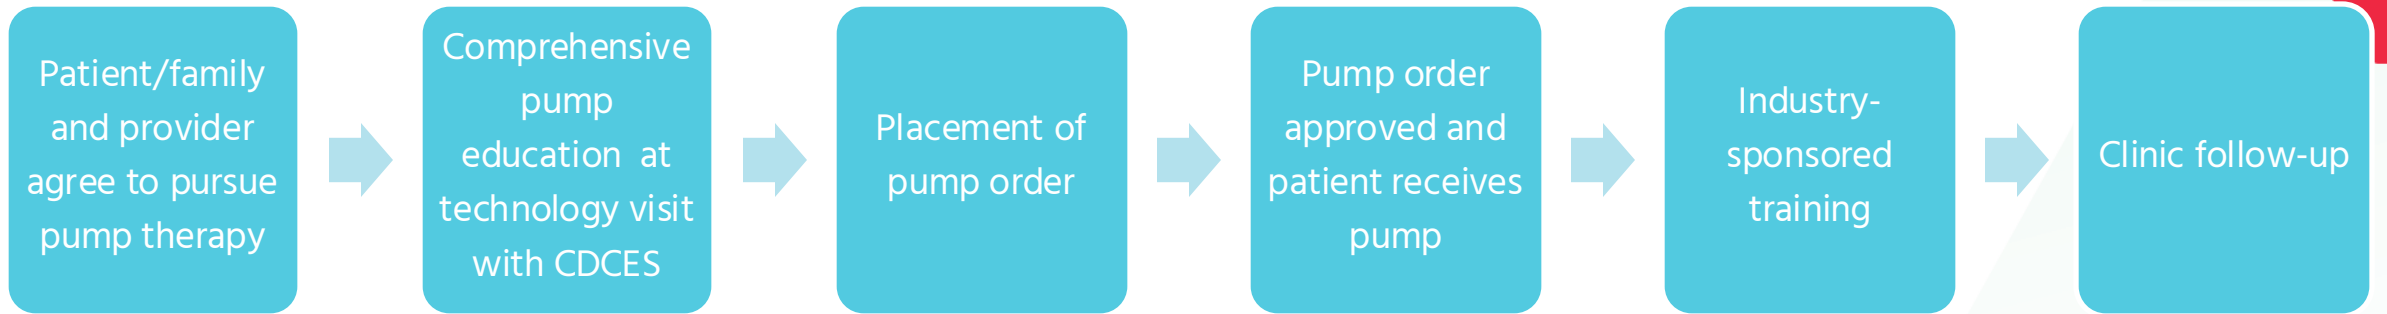 Patient/family
and provider
agree to pursue
pump therapy
Comprehensive
pump
education at
technology visit
with CDCES
Placement of
pump order
Pump order
approved and
patient receives
pump
Industry-
sponsored
training
Clinic follow-up